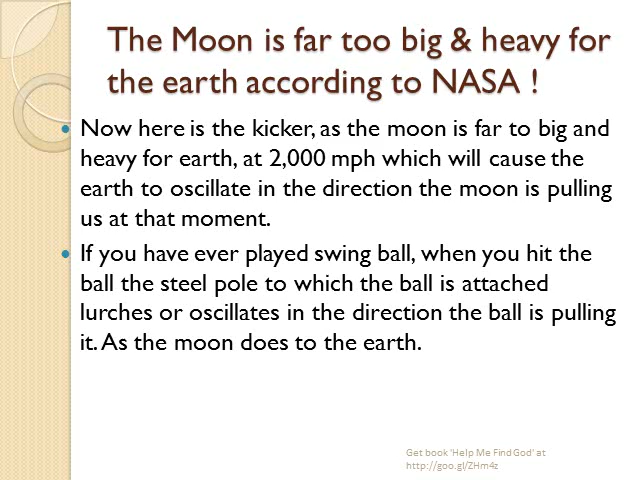 The Moon is far too big & heavy for
the earth according to NASA !
• Now here is the kicker, as the moon is far to big and
heavy for earth, at 2,000 mph which will cause the
earth to oscillate in the direction the moon is pulling
us at that moment.
• If you have ever played swing ball, when you hit the
ball the steel pole to which the ball is attached
lurches or oscillates in the direction the ball is pulling
it. As the moon does to the earth.
Get book 'Help Me Find God' at
http://goo.gl/ZHm4z